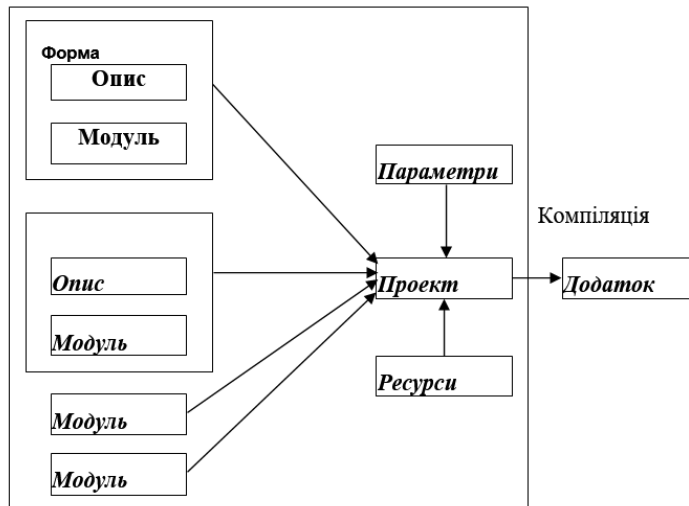 Форма
Опис
Модуль
Опис
Модуль
Модуль
Модуль
Параметри
Проект
Ресурси
Компіляція
Додаток